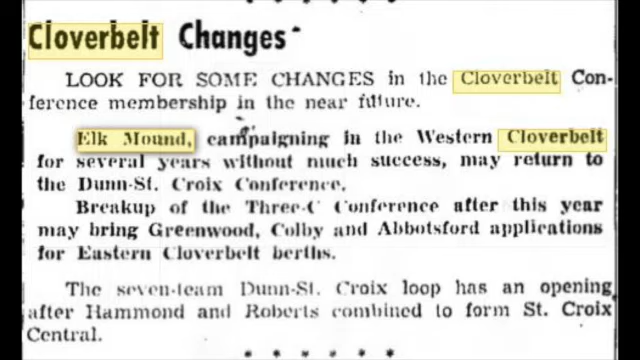 Cloverbelt Changes
LOOK FOR SOME CHANGES in the Cloverbelt Con-
ference membership in the near future.
Elk Mound, campaigning in the Western Cloverbelt
for several years without much success, may return to
the Dunn-St. Croix Conference.
Breakup of the Three-C Conference after this year
may bring Greenwood, Colby and Abbotsford applications
for Eastern Cloverbelt berths.
The seven-team Dunn-St. Croix loop has an opening
after Hammond and Roberts combined to form St. Croix
Central.